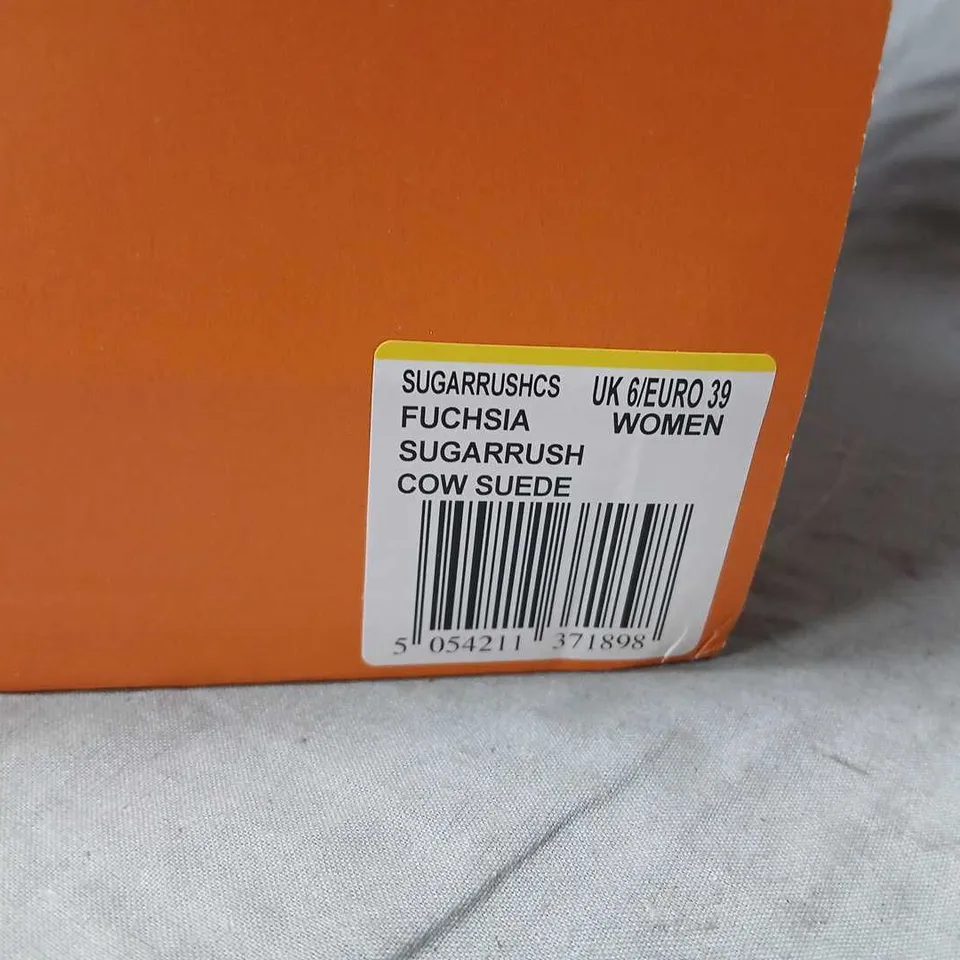 SUGARRUSHCS UK 6/EURO 39
FUCHSIA WOMEN
SUGARRUSH
COW SUEDE
5 054211 371898